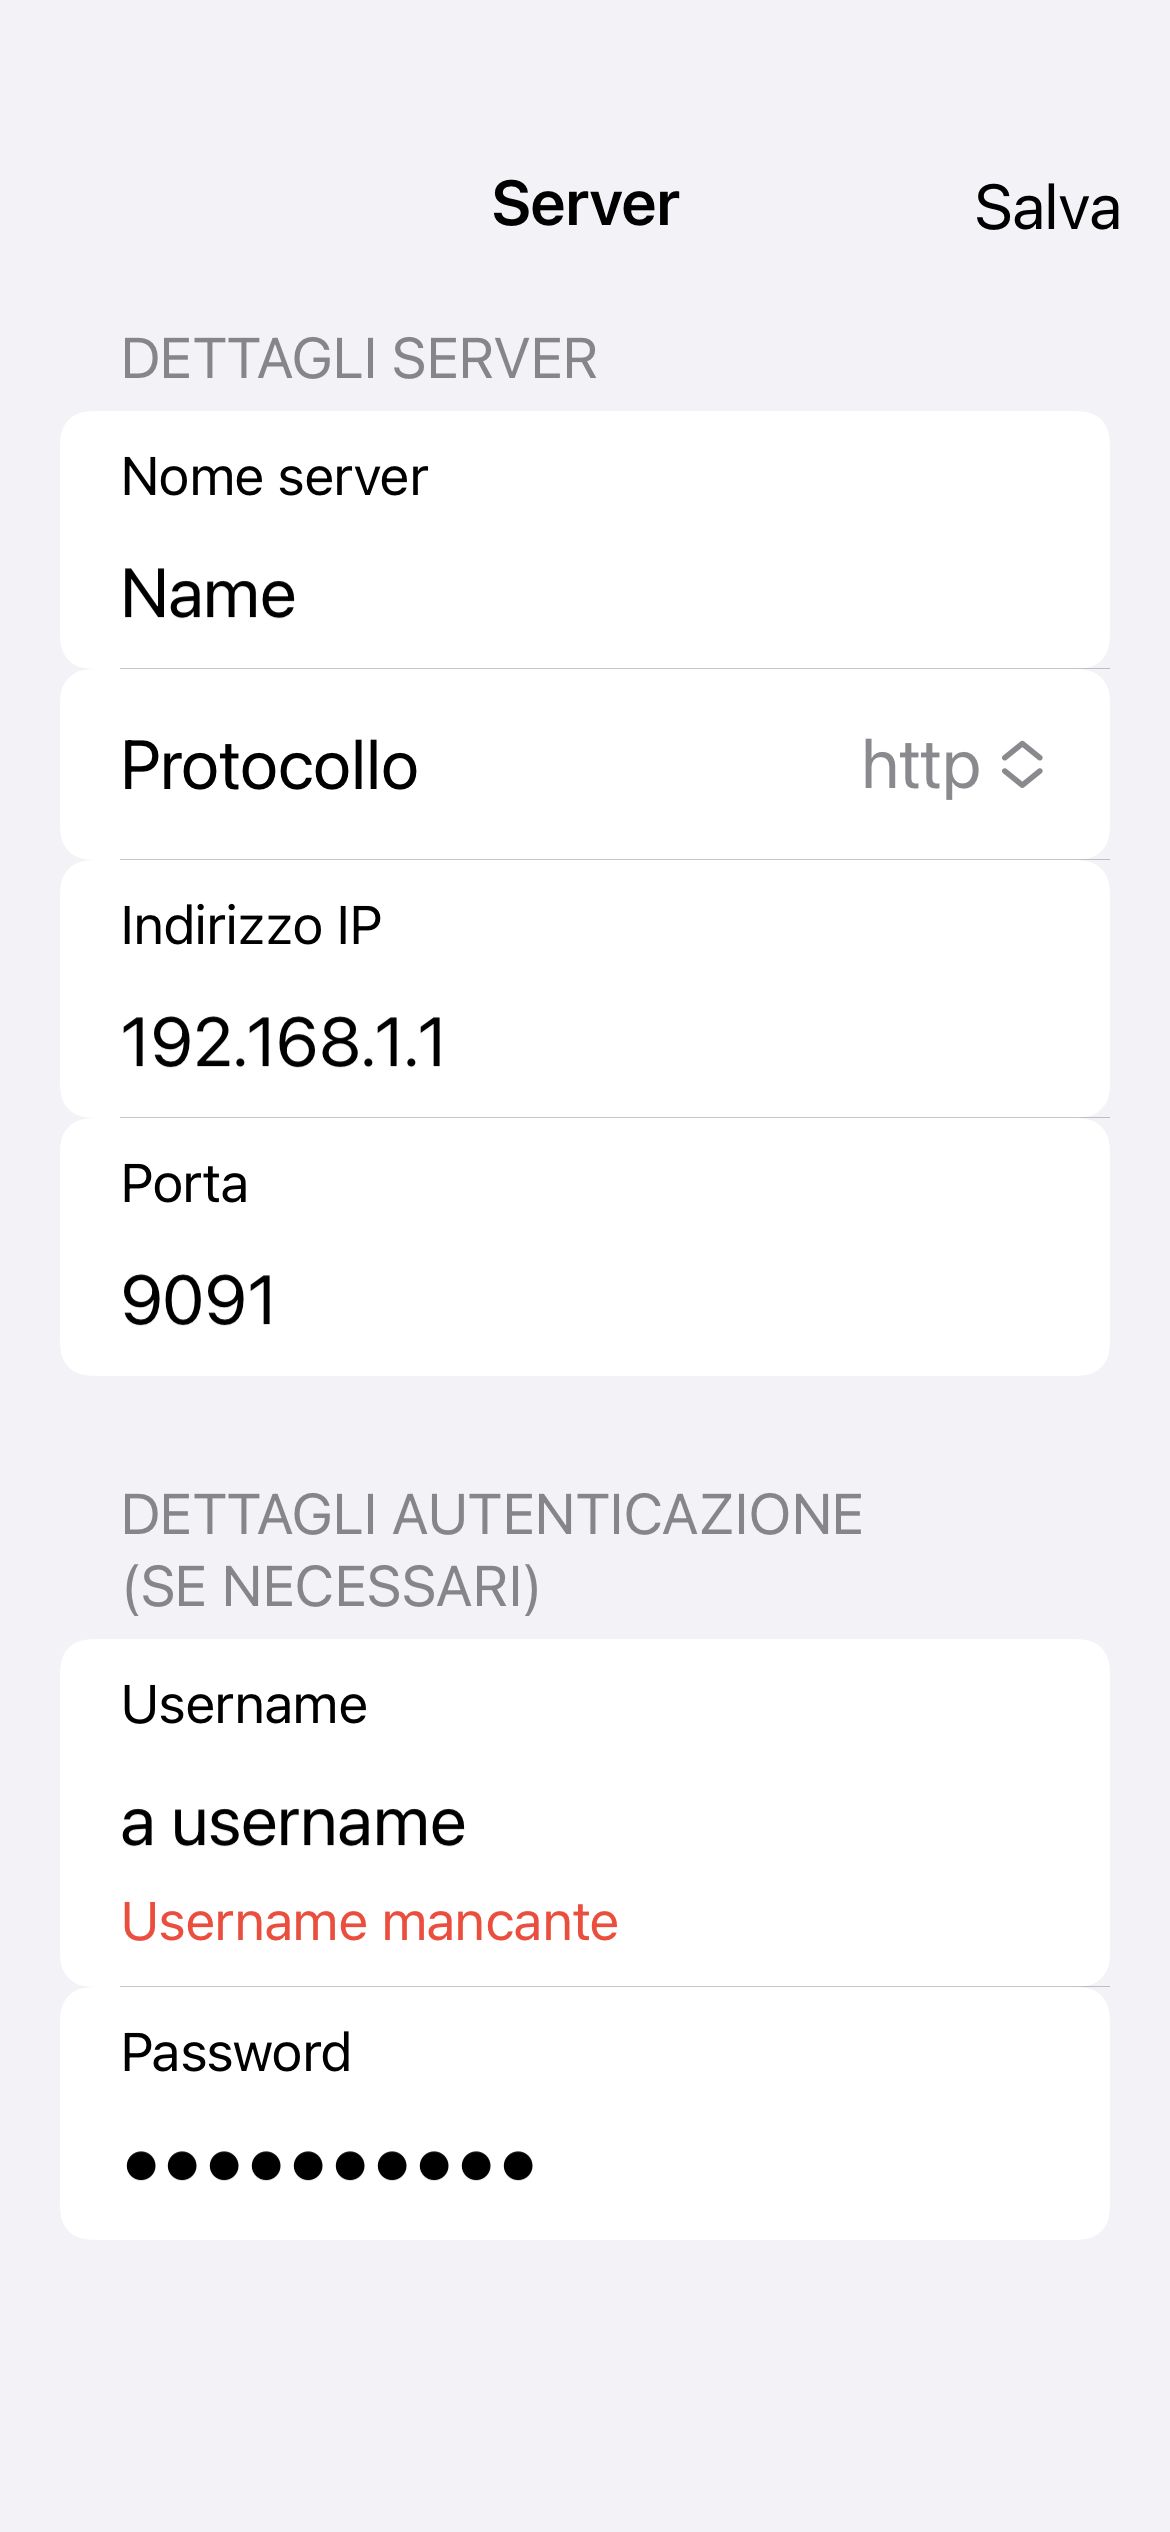 Server
Salva
DETTAGLI SERVER
Nome server
Name
Protocollo
http
Indirizzo IP
192.168.1.1
Porta
9091
DETTAGLI AUTENTICAZIONE
(SE NECESSARI)
Username
a username
Username mancante
Password
••••••••••